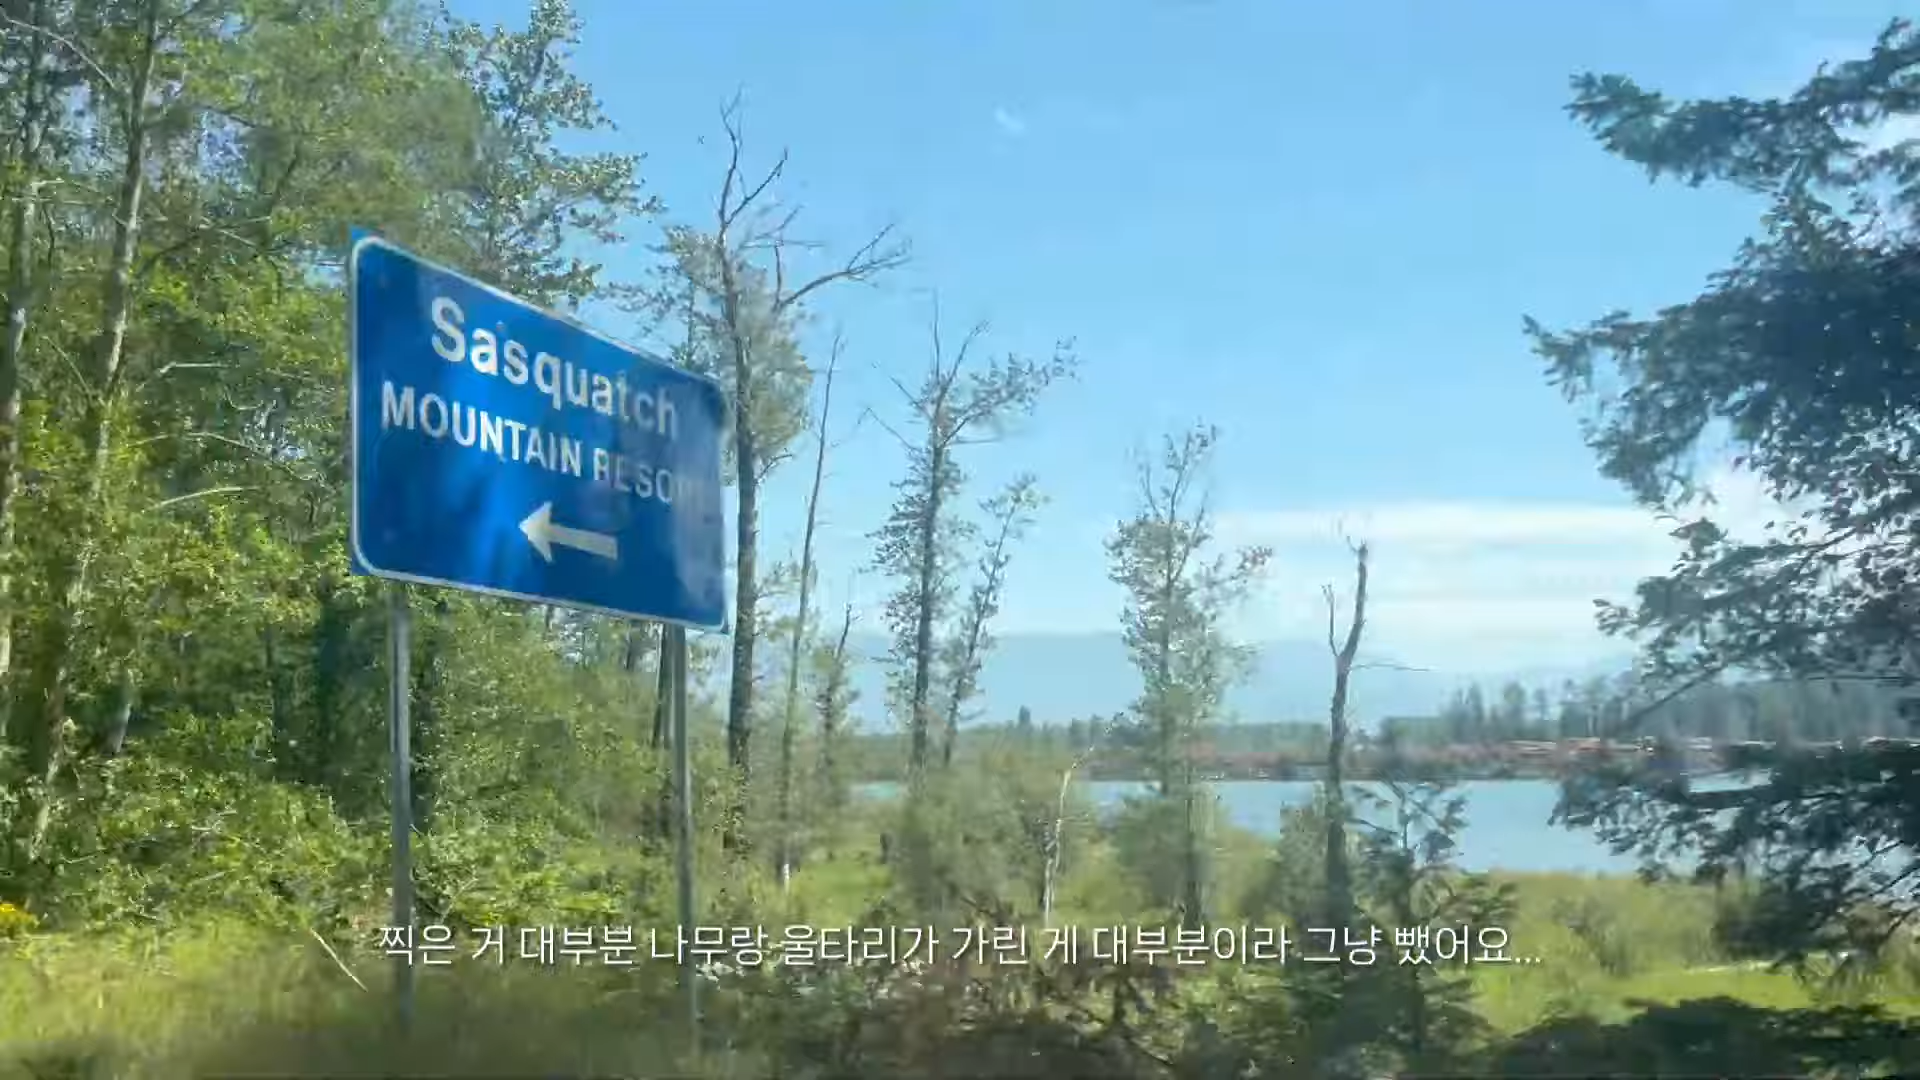 Sasquatch
MOUNTAIN RESORT
찍은 거 대부분 나무랑 울타리가 가린 게 대부분이라 그냥 뺐어요...